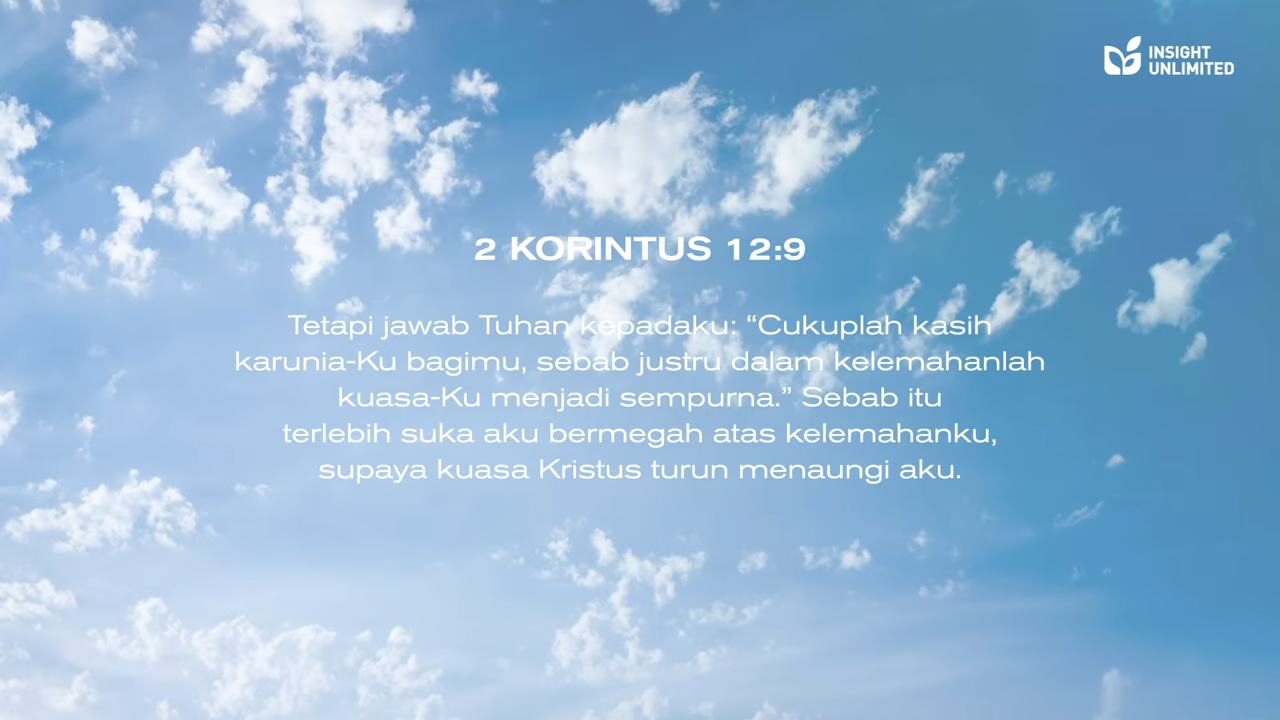 INSIGHT
UNLIMITED
2 KORINTUS 12:9
Tetapi jawab Tuhan kepadaku: “Cukuplah kasih
karunia-Ku bagimu, sebab justru dalam kelemahanlah
kuasa-Ku menjadi sempurna.” Sebab itu
terlebih suka aku bermegah atas kelemahanku,
supaya kuasa Kristus turun menaungi aku.